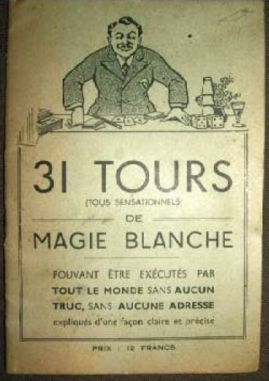 31 TOURS
(TOUS SENSATIONNELS
DE
MAGIE BLANCHE
POUVANT ÊTRE EXÉCUTÉS PAR
TOUT LE MONDE SANS AUCUN
TRUC, SANS AUCUNE ADRESSE
expliqués d'une façon claire et précise
PRIX : 12 FRANCS